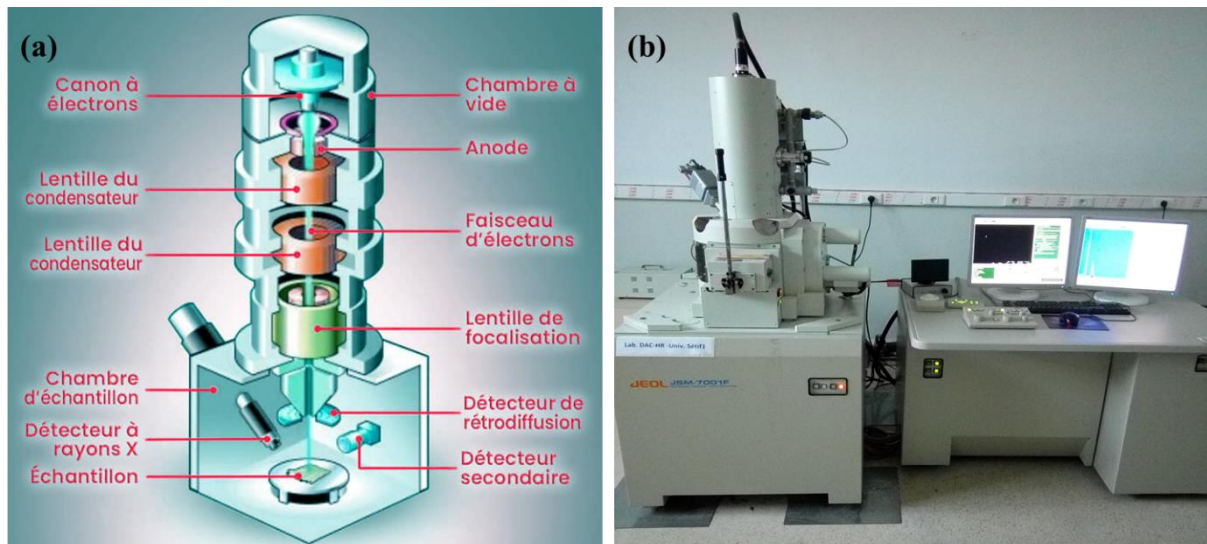 (a)
Canon à
électrons
Chambre à
vide
Anode
Lentille du
condensateur
Faisceau
d'électrons
Lentille du
condensateur
Lentille de
focalisation
Chambre
d'échantillon
Détecteur de
rétrodiffusion
Détecteur à
rayons X
Détecteur
secondaire
Échantillon
(b)
Lab. DAC-HR -Univ. Sétif1
JEOL JSM-7001F